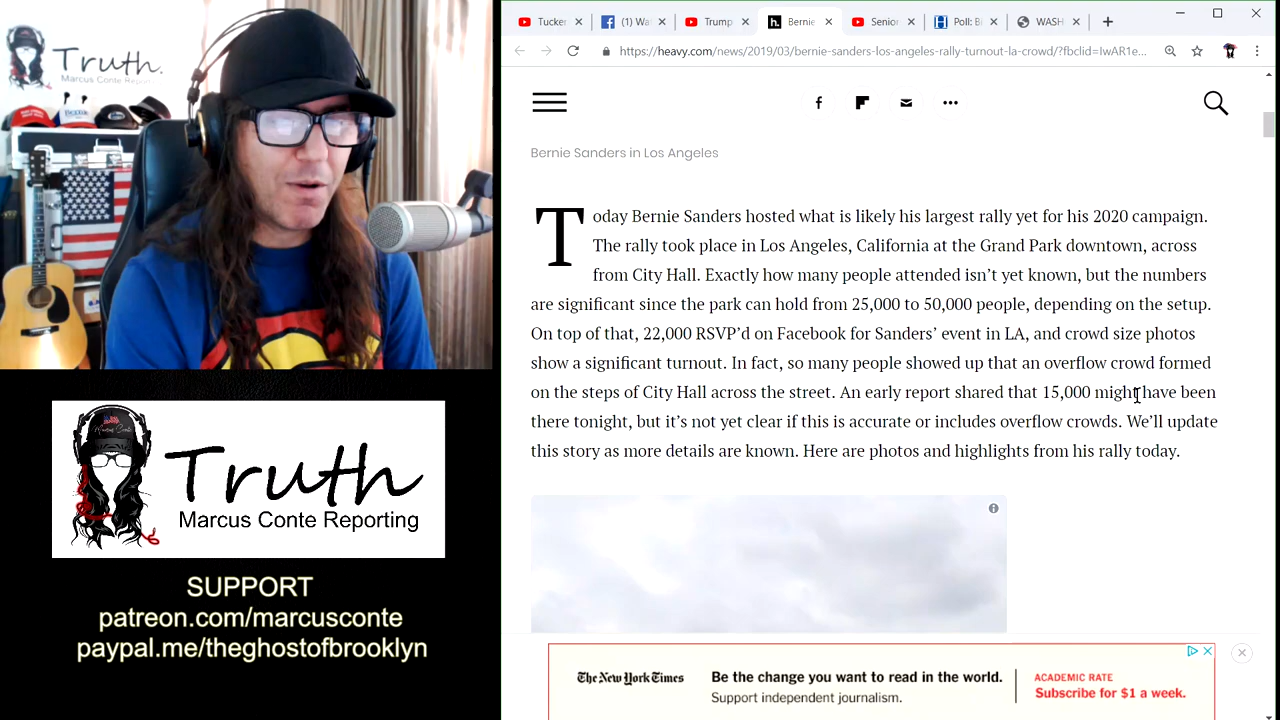 Truth.
Marcus Conte
Truth
Marcus Conte Reporting
SUPPORT
patreon.com/marcusconte
paypal.me/theghostofbrooklyn
Tucker
(1) Wa
Trump
Bernie
Senior
Poll: B
WASH
https://heavy.com/news/2019/03/bernie-sanders-los-angeles-rally-turnout-la-crowd/?fbclid=IwAR1e...
Bernie Sanders in Los Angeles
Today Bernie Sanders hosted what is likely his largest rally yet for his 2020 campaign.
The rally took place in Los Angeles, California at the Grand Park downtown, across
from City Hall. Exactly how many people attended isn't yet known, but the numbers
are significant since the park can hold from 25,000 to 50,000 people, depending on the setup.
On top of that, 22,000 RSVP'd on Facebook for Sanders' event in LA, and crowd size photos
show a significant turnout. In fact, so many people showed up that an overflow crowd formed
on the steps of City Hall across the street. An early report shared that 15,000 might have been
there tonight, but it's not yet clear if this is accurate or includes overflow crowds. We'll update
this story as more details are known. Here are photos and highlights from his rally today.
The New York Times
Be the change you want to read in the world.
Support independent journalism.
ACADEMIC RATE
Subscribe for $1 a week.